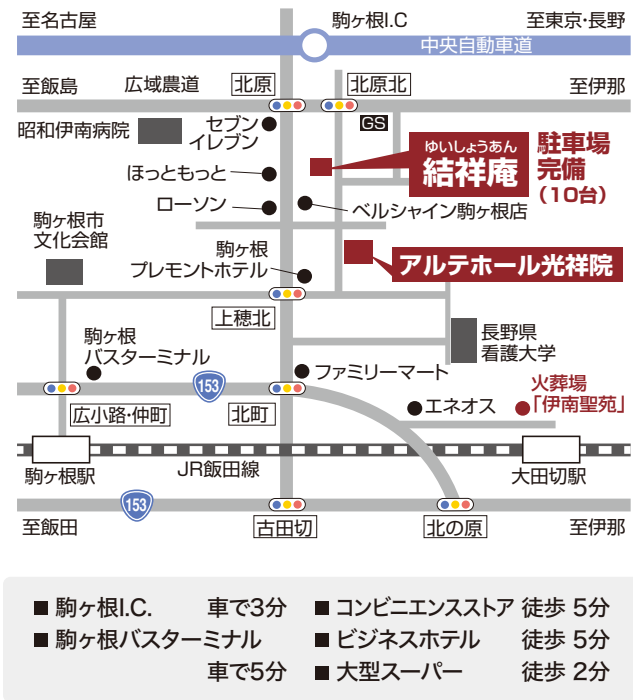 至名古屋
駒ヶ根I.C
至東京・長野
中央自動車道
至飯島
広域農道
北原
北原北
至伊那
昭和伊南病院
セブン
イレブン
GS
ゆいしょうあん
結祥庵
駐車場
完備
(10台)
ほっともっと
ローソン
ベルシャイン駒ヶ根店
駒ヶ根市
文化会館
駒ヶ根
プレモントホテル
アルテホール光祥院
上穂北
長野県
看護大学
駒ヶ根
バスターミナル
ファミリーマート
153
火葬場
「伊南聖苑」
エネオス
広小路・仲町
北町
駒ヶ根駅
JR飯田線
大田切駅
153
至飯田
古田切
北の原
至伊那
■ 駒ヶ根I.C. 車で3分
■ 駒ヶ根バスターミナル
車で5分
■ コンビニエンスストア 徒歩 5分
■ ビジネスホテル 徒歩 5分
■ 大型スーパー 徒歩 2分